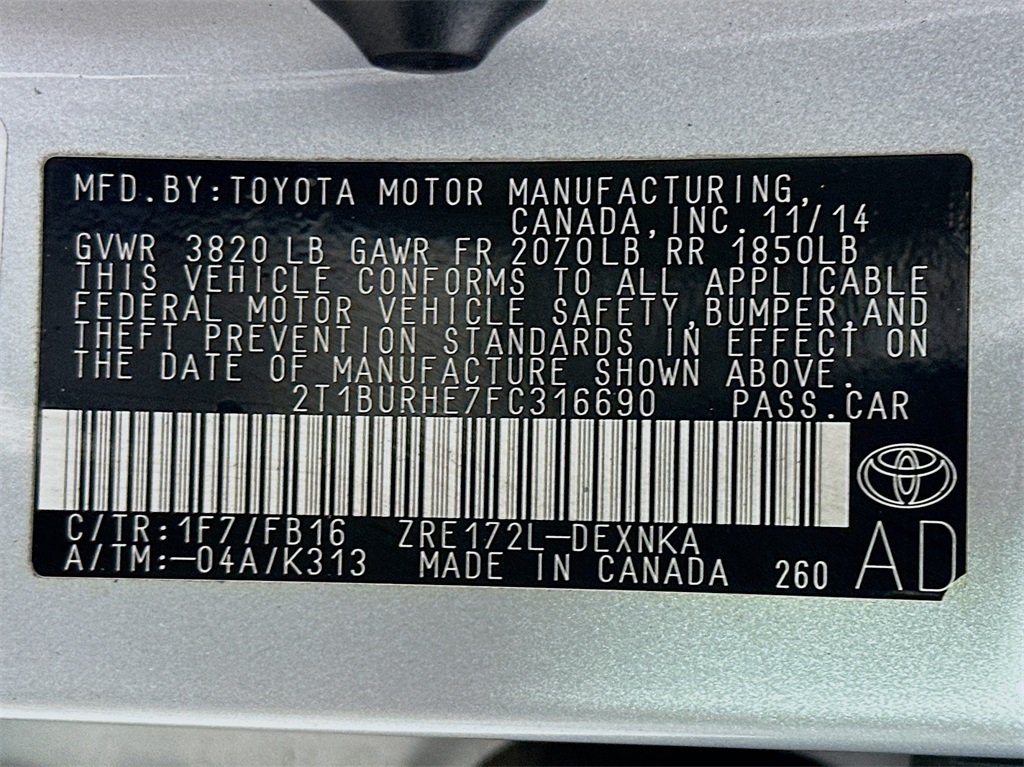 MFD.BY:TOYOTA MOTOR MANUFACTURING,
CANADA,INC.11/14
GVWR 3820 LB GAWR FR 2070LB RR 1850LB
THIS VEHICLE CONFORMS TO ALL APPLICABLE
FEDERAL MOTOR VEHICLE SAFETY,BUMPER,AND
THEFT PREVENTION STANDARDS IN EFFECT ON
THE DATE OF MANUFACTURE SHOWN ABOVE.
2T1BURHE7FC316690 PASS.CAR
C/TR:1F7/FB16 ZRE172L-DEXNKA
A/TM:-04A/K313 MADE IN CANADA 260 AD